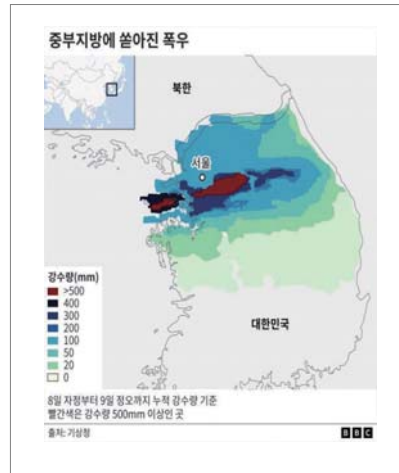 중부지방에 쏟아진 폭우
북한
서울
강수량(mm)
>500
400
300
200
100
50
20
0
대한민국
8일 자정부터 9일 정오까지 누적 강수량 기준
빨간색은 강수량 500mm 이상인 곳
출처: 기상청
BBC